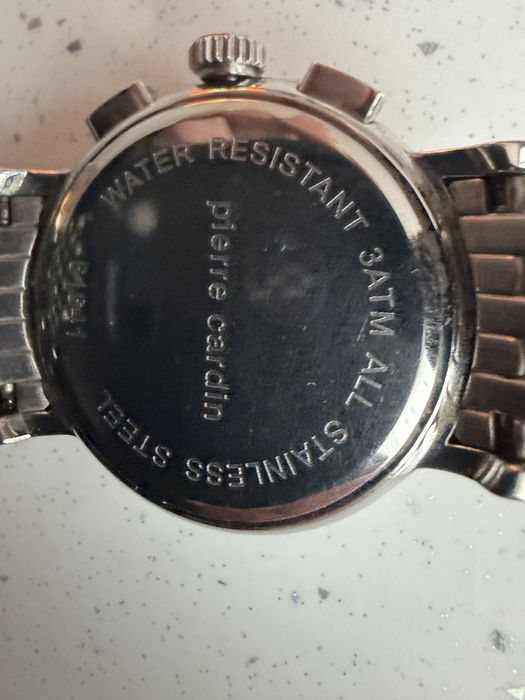 WATER RESISTANT 3ATM ALL STAINLESS STEEL
pierre cardin